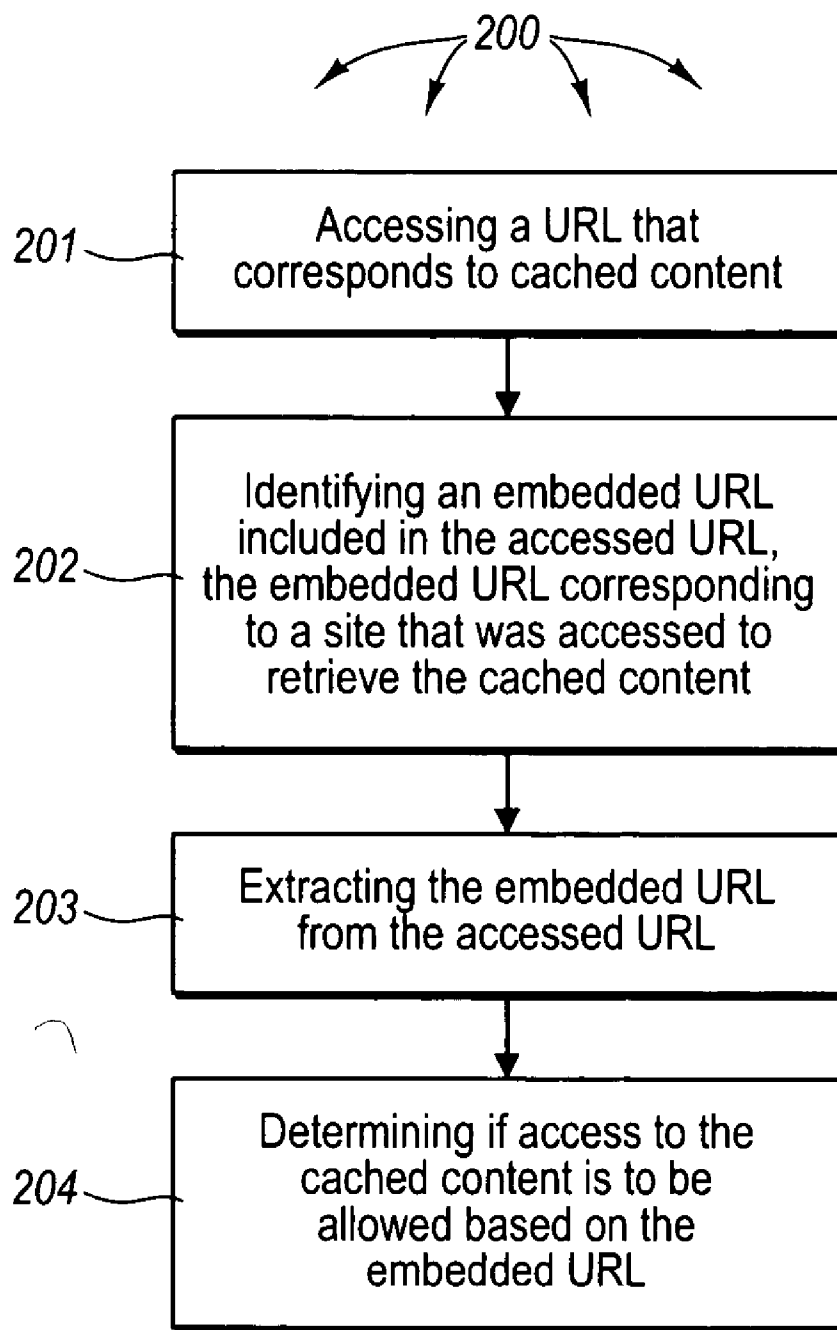 200
201
Accessing a URL that
corresponds to cached content
202
Identifying an embedded URL
included in the accessed URL,
the embedded URL corresponding
to a site that was accessed to
retrieve the cached content
203
Extracting the embedded URL
from the accessed URL
204
Determining if access to the
cached content is to be
allowed based on the
embedded URL